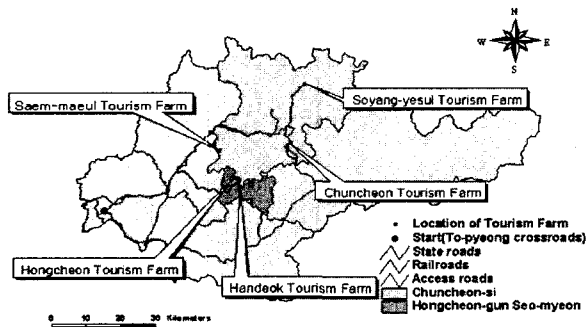 N
W E
S
Saem-maeul Tourism Farm
Soyang-yesul Tourism Farm
Chuncheon Tourism Farm
Hongcheon Tourism Farm
Handeok Tourism Farm
Location of Tourism Farm
Start(To-pyeong crossroads)
State roads
Railroads
Access roads
Chuncheon-si
Hongcheon-gun Seo-myeon
0 10 20 30 Kilometers